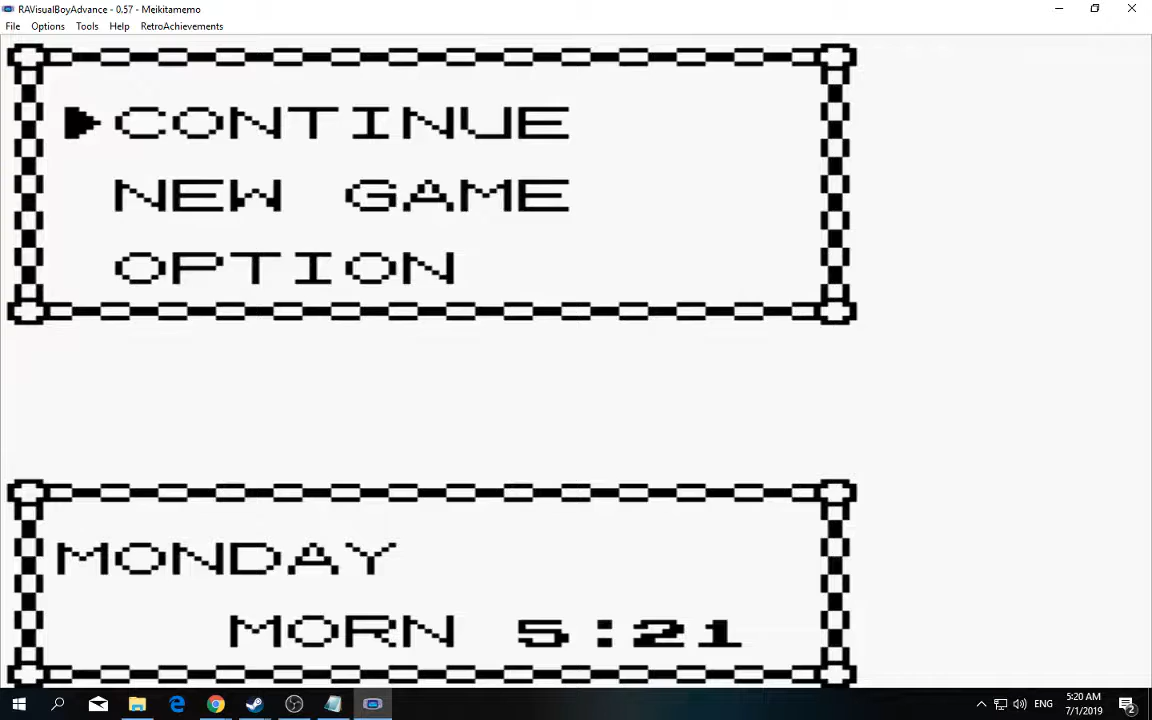 RAVisualBoyAdvance - 0.57 - Meikitamemo
File Options Tools Help RetroAchievements
CONTINUE
NEW GAME
OPTION
MONDAY
MORN 5:21
ENG
5:20 AM
7/1/2019
2